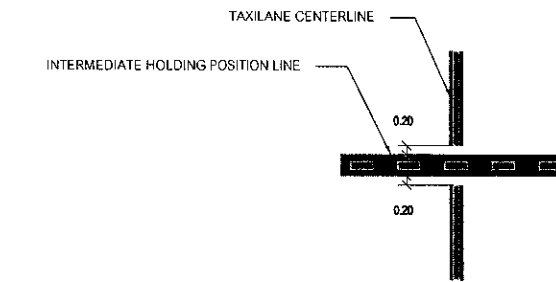 TAXILANE CENTERLINE
INTERMEDIATE HOLDING POSITION LINE
0.20
0.20